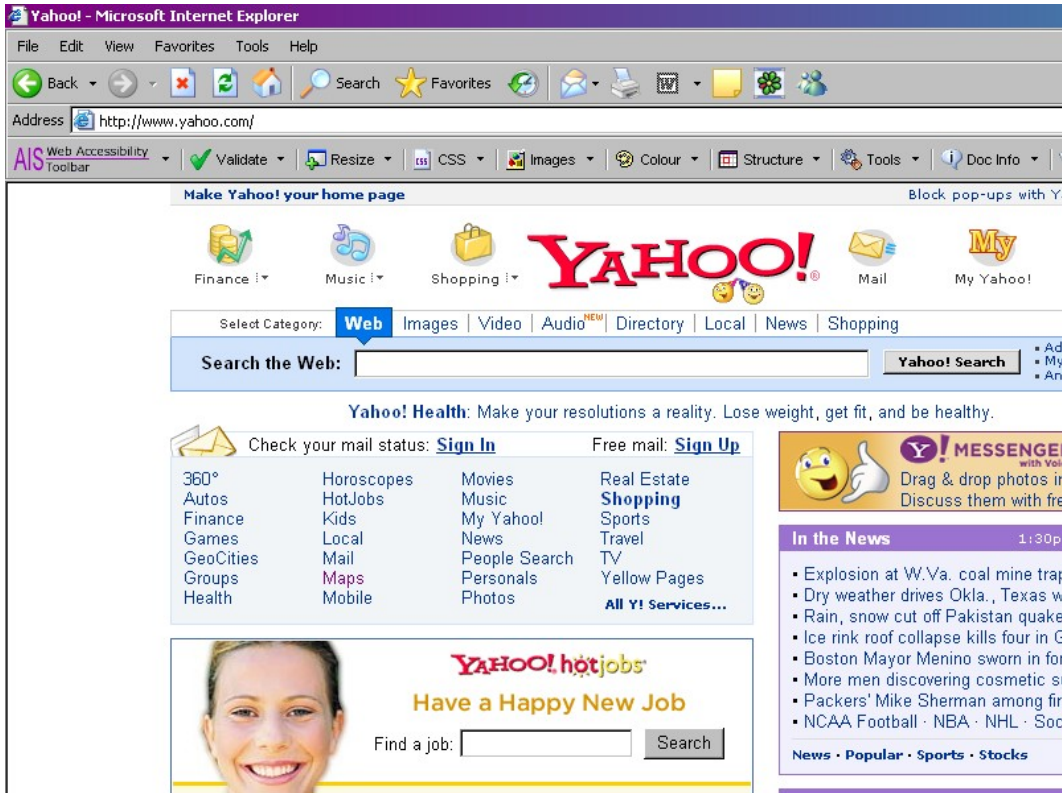 Yahoo! - Microsoft Internet Explorer
File Edit View Favorites Tools Help
Back Search Favorites
Address http://www.yahoo.com/
AIS Web Accessibility Toolbar Validate Resize CSS Images Colour Structure Tools Doc Info
Make Yahoo! your home page Block pop-ups with
Finance Music Shopping YAHOO! Mail My Yahoo!
Select Category: Web Images Video Audio NEW Directory Local News Shopping
Search the Web: Yahoo! Search
Yahoo! Health: Make your resolutions a reality. Lose weight, get fit, and be healthy.
Check your mail status: Sign In Free mail: Sign Up
360° Horoscopes Movies Real Estate
Autos HotJobs Music Shopping
Finance Kids My Yahoo! Sports
Games Local News Travel
GeoCities Mail People Search TV
Groups Maps Personals Yellow Pages
Health Mobile Photos All Y! Services...
Y! MESSENGER
with
Drag & drop photos
Discuss them with
In the News 1:30p
Explosion at W.Va. coal mine
Dry weather drives Okla., Texas
Rain, snow cut off Pakistan quake
Ice rink roof collapse kills four in
Boston Mayor Menino sworn in
More men discovering cosmetic
Packers' Mike Sherman among
NCAA Football · NBA · NHL ·
News · Popular · Sports · Stocks
YAHOO! hotjobs
Have a Happy New Job
Find a job: Search